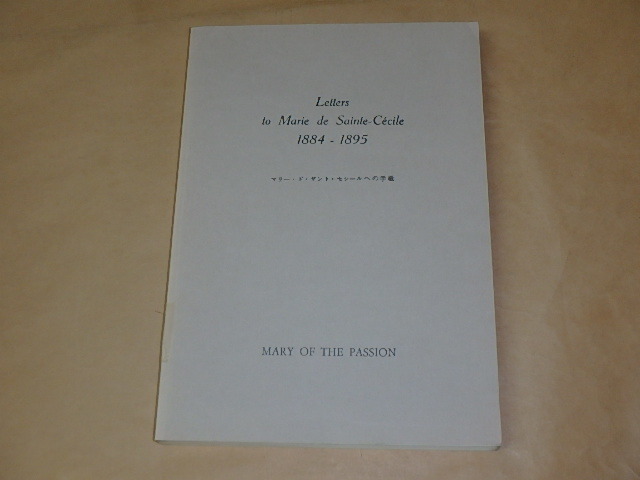 Letters
to Marie de Sainte-Cécile
1884 - 1895
マリー・ド・サント・セシールへの手紙
MARY OF THE PASSION